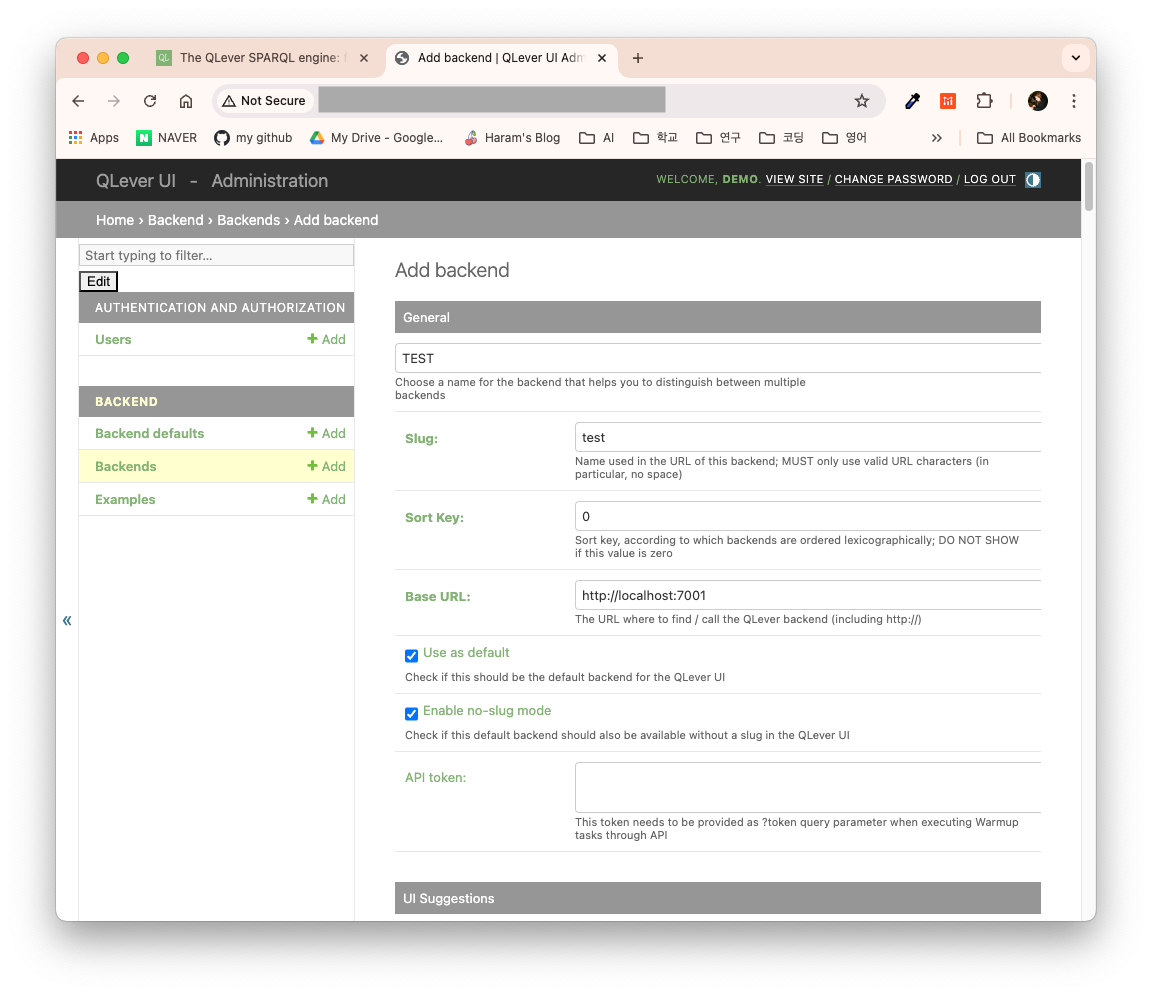 QL The QLever SPARQL engine:
Add backend | QLever UI Adm
Not Secure
Apps N NAVER my github My Drive - Google... Haram's Blog AI 학교 연구 코딩 영어 » All Bookmarks
QLever UI - Administration
WELCOME, DEMO. VIEW SITE / CHANGE PASSWORD / LOG OUT
Home › Backend › Backends › Add backend
Start typing to filter...
Edit
AUTHENTICATION AND AUTHORIZATION
Users + Add
BACKEND
Backend defaults + Add
Backends + Add
Examples + Add
«
Add backend
General
TEST
Choose a name for the backend that helps you to distinguish between multiple
backends
Slug: test
Name used in the URL of this backend; MUST only use valid URL characters (in
particular, no space)
Sort Key: 0
Sort key, according to which backends are ordered lexicographically; DO NOT SHOW
if this value is zero
Base URL: http://localhost:7001
The URL where to find / call the QLever backend (including http://)
Use as default
Check if this should be the default backend for the QLever UI
Enable no-slug mode
Check if this default backend should also be available without a slug in the QLever UI
API token:
This token needs to be provided as ?token query parameter when executing Warmup
tasks through API
UI Suggestions